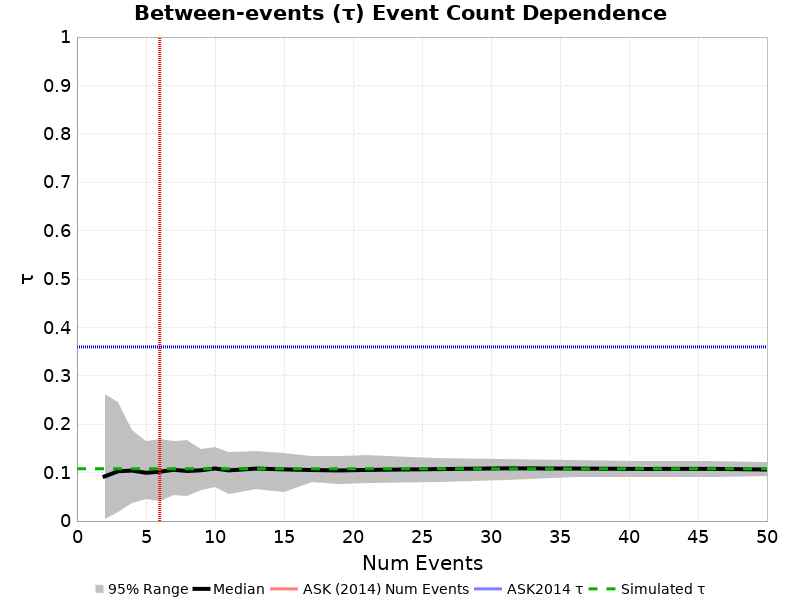 Between-events (τ) Event Count Dependence
1
0.9
0.8
0.7
0.6
0.5
0.4
0.3
0.2
0.1
0
τ
0 5 10 15 20 25 30 35 40 45 50
Num Events
95% Range Median ASK (2014) Num Events ASK2014 τ Simulated τ